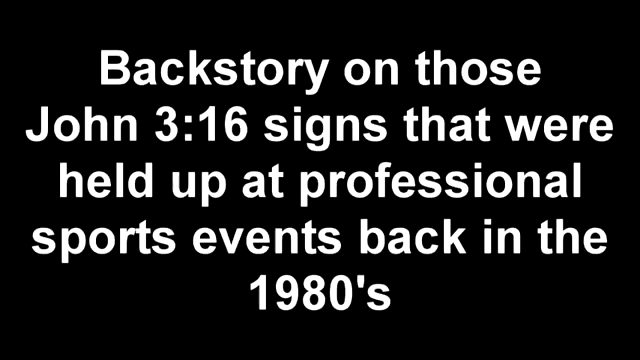 Backstory on those
John 3:16 signs that were
held up at professional
sports events back in the
1980's